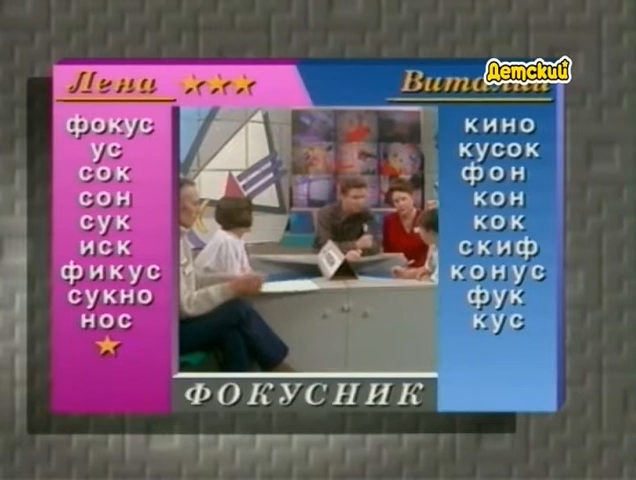 Детский
Лена
фокус
ус
сок
сон
сук
иск
фикус
сукно
нос
кино
кусок
фон
кон
кок
скиф
конус
фук
кус
ФОКУСНИК